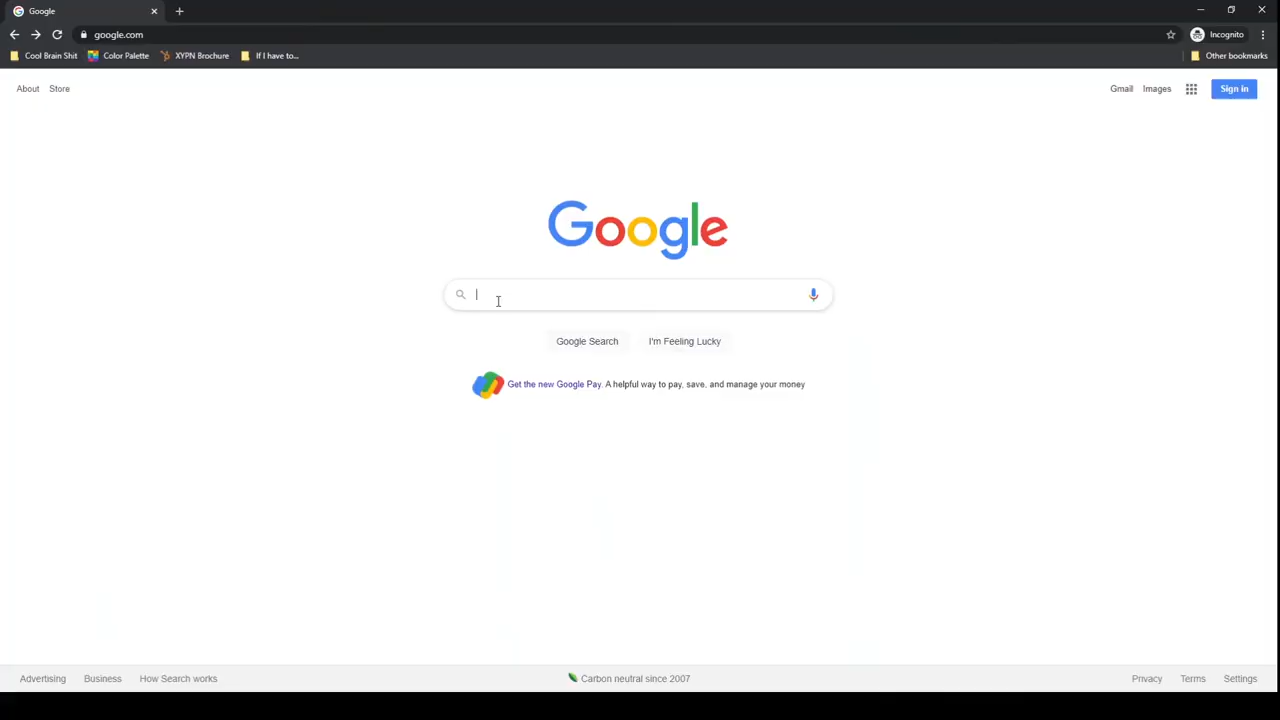 Google
google.com
Incognito
Cool Brain Shit
Color Palette
XYPN Brochure
If I have to...
Other bookmarks
About
Store
Gmail
Images
Sign in
Google
Google Search
I'm Feeling Lucky
Get the new Google Pay. A helpful way to pay, save, and manage your money
Advertising
Business
How Search works
Carbon neutral since 2007
Privacy
Terms
Settings